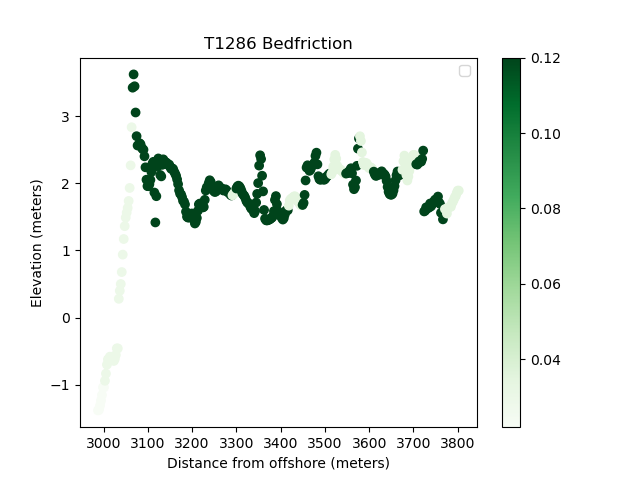 T1286 Bedfriction
Elevation (meters)
3
2
1
0
−1
3000 3100 3200 3300 3400 3500 3600 3700 3800
Distance from offshore (meters)
0.12
0.10
0.08
0.06
0.04